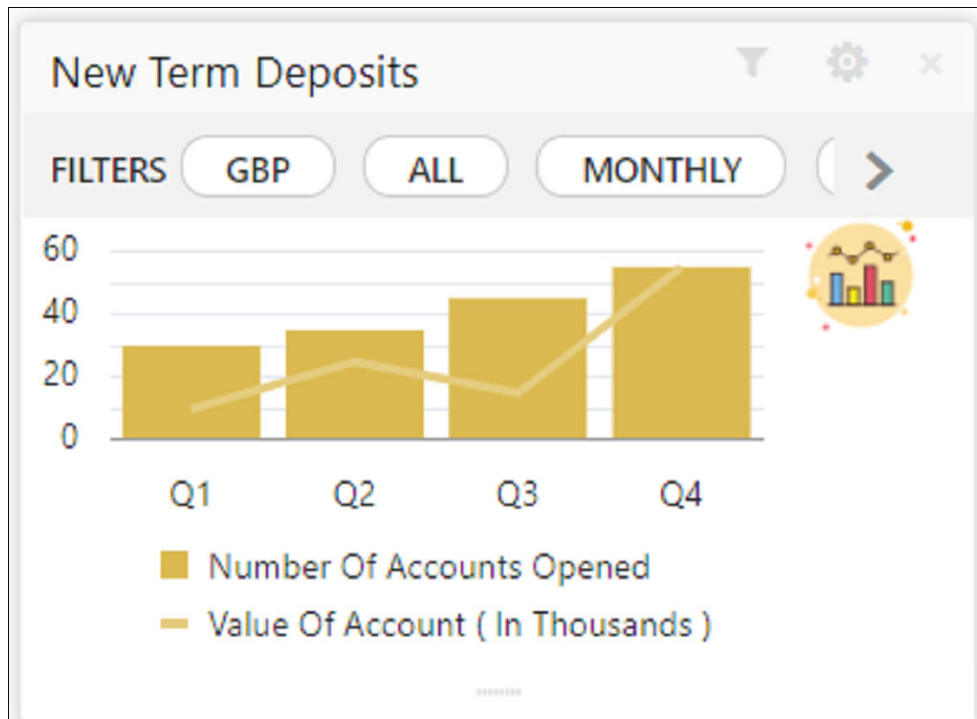 New Term Deposits
FILTERS GBP ALL MONTHLY
60
40
20
0
Q1 Q2 Q3 Q4
Number Of Accounts Opened
Value Of Account ( In Thousands )